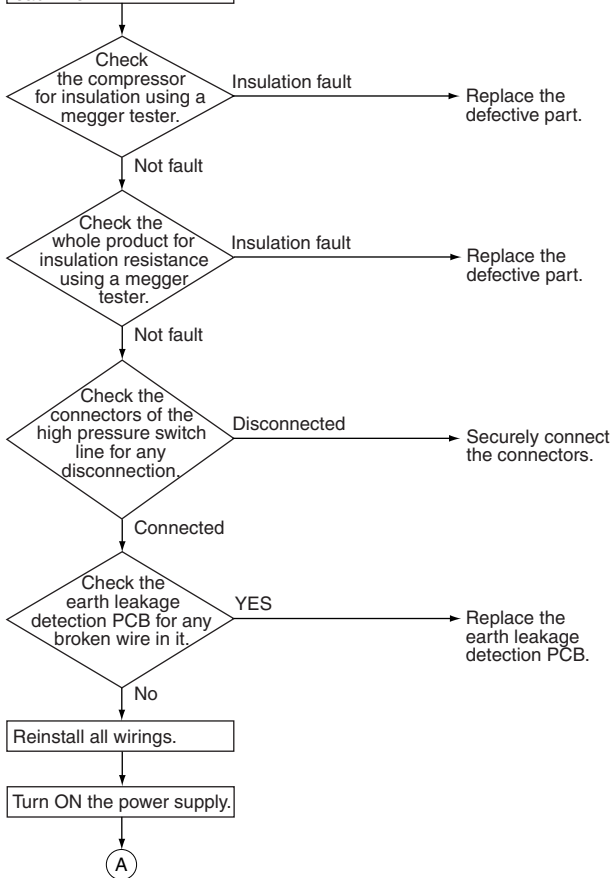 Check
the compressor
for insulation using a
megger tester.
Insulation fault
Replace the
defective part.
Not fault
Check the
whole product for
insulation resistance
using a megger
tester.
Insulation fault
Replace the
defective part.
Not fault
Check the
connectors of the
high pressure switch
line for any
disconnection.
Disconnected
Securely connect
the connectors.
Connected
Check the
earth leakage
detection PCB for any
broken wire in it.
YES
Replace the
earth leakage
detection PCB.
No
Reinstall all wirings.
Turn ON the power supply.
A